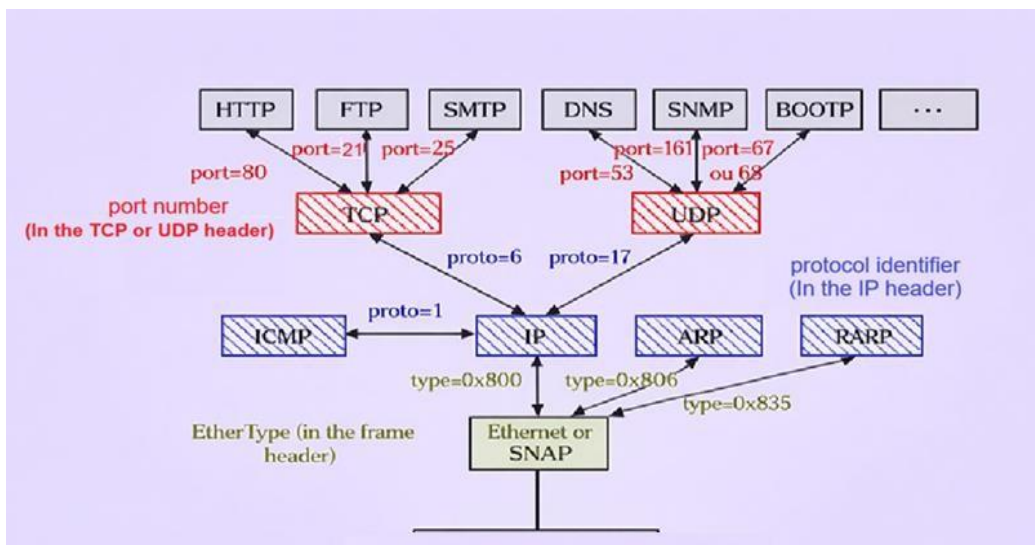 HTTP
FTP
SMTP
DNS
SNMP
BOOTP
...
port=21
port=25
port=161
port=67
port=80
port=53
ou 68
port number
(In the TCP or UDP header)
TCP
UDP
proto=6
proto=17
protocol identifier
(In the IP header)
proto=1
ICMP
IP
ARP
RARP
type=0x800
type=0x806
type=0x835
EtherType (in the frame
header)
Ethernet or
SNAP